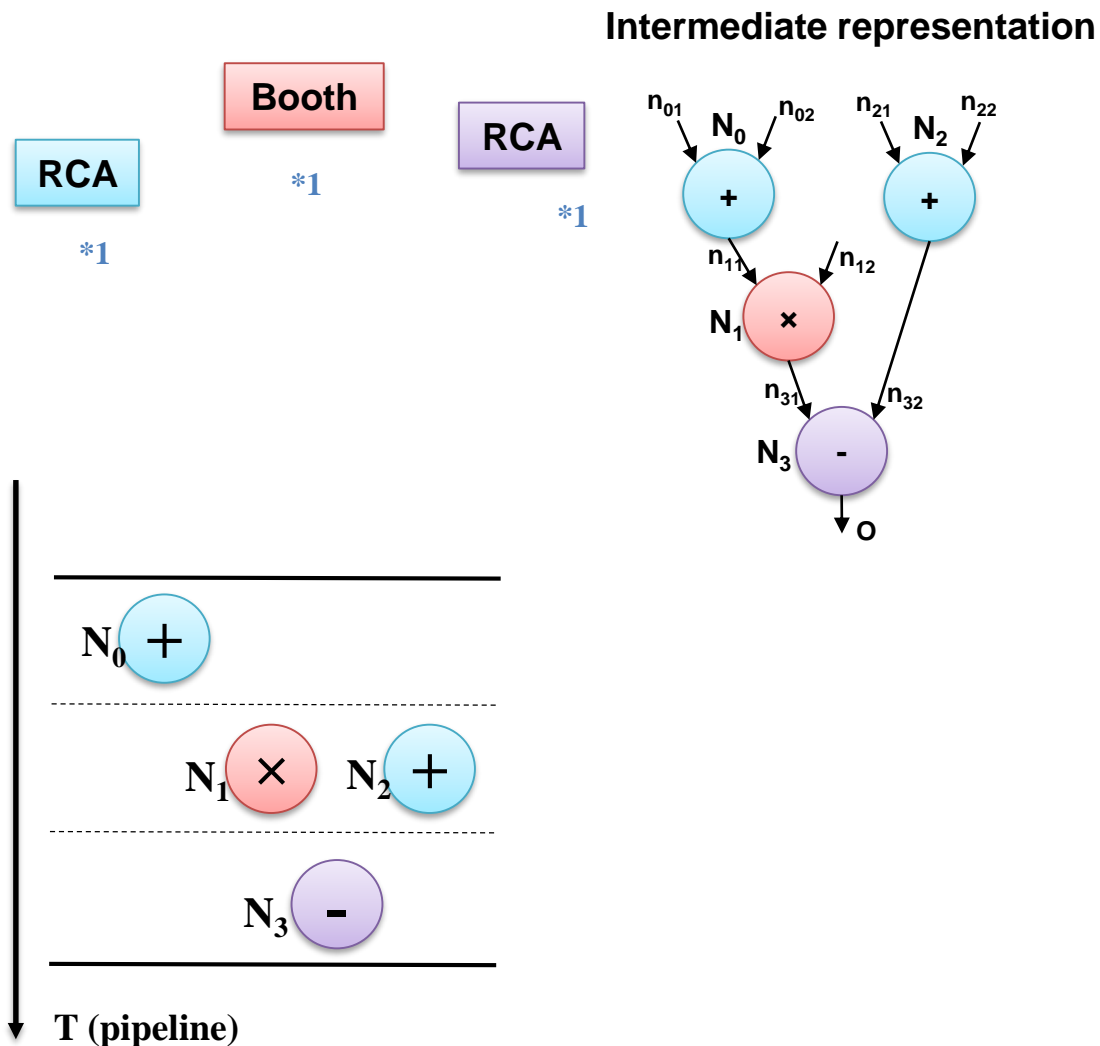 Intermediate representation
Booth
RCA
RCA
*1
*1
*1
n01
n02
n21
n22
N0
N2
+
+
n11
n12
N1
×
n31
n32
N3
-
O
N0
+
N1
×
N2
+
N3
-
T (pipeline)